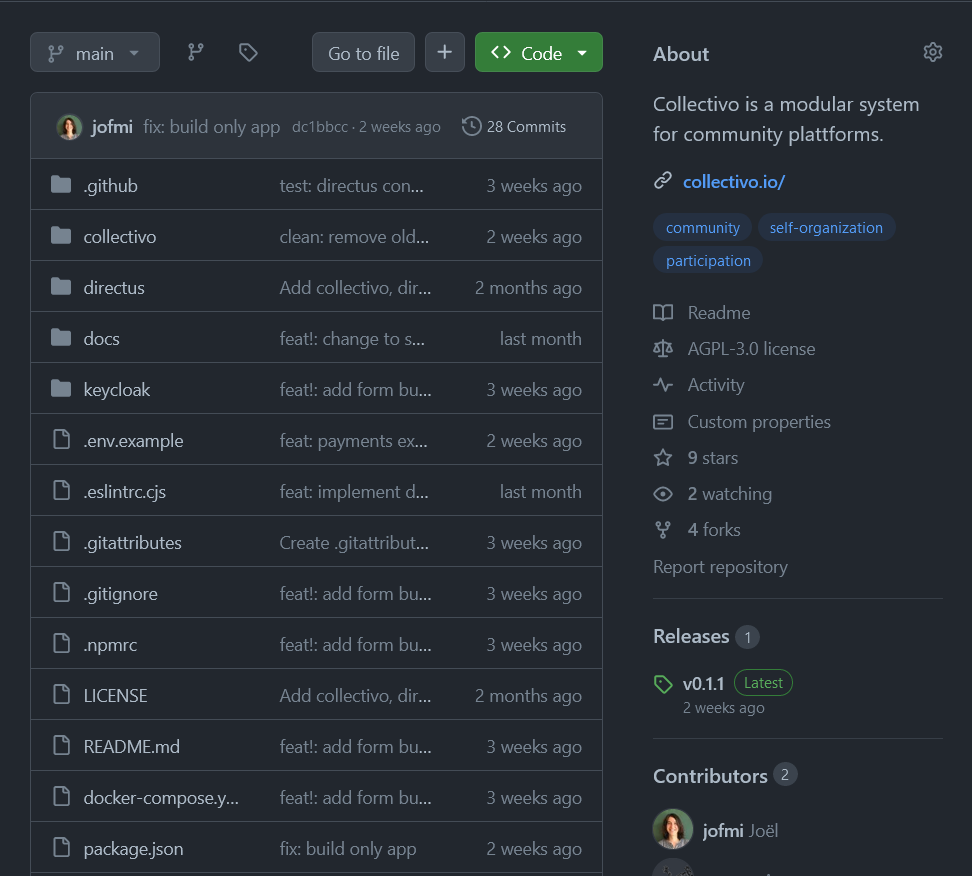 main
Go to file
Code
jofmi fix: build only app dc1bbcc · 2 weeks ago 28 Commits
.github test: directus con... 3 weeks ago
collectivo clean: remove old... 2 weeks ago
directus Add collectivo, dir... 2 months ago
docs feat!: change to s... last month
keycloak feat!: add form bu... 3 weeks ago
.env.example feat: payments ex... 2 weeks ago
.eslintrc.cjs feat: implement d... last month
.gitattributes Create .gitattribut... 3 weeks ago
.gitignore feat!: add form bu... 3 weeks ago
.npmrc feat!: add form bu... 3 weeks ago
LICENSE Add collectivo, dir... 2 months ago
README.md feat!: add form bu... 3 weeks ago
docker-compose.y... feat!: add form bu... 3 weeks ago
package.json fix: build only app 2 weeks ago
About
Collectivo is a modular system
for community plattforms.
collectivo.io/
community self-organization
participation
Readme
AGPL-3.0 license
Activity
Custom properties
9 stars
2 watching
4 forks
Report repository
Releases 1
v0.1.1 Latest
2 weeks ago
Contributors 2
jofmi Joël